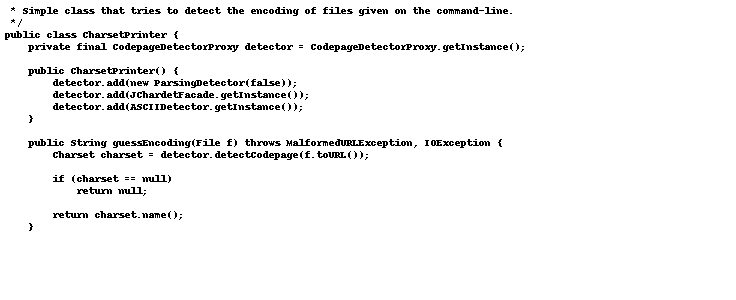 * Simple class that tries to detect the encoding of files given on the command-line.
 */
public class CharsetPrinter {
    private final CodepageDetectorProxy detector = CodepageDetectorProxy.getInstance();

    public CharsetPrinter() {
        detector.add(new ParsingDetector(false));
        detector.add(JChardetFacade.getInstance());
        detector.add(ASCIIDetector.getInstance());
    }

    public String guessEncoding(File f) throws MalformedURLException, IOException {
        Charset charset = detector.detectCodepage(f.toURL());

        if (charset == null)
            return null;

        return charset.name();
    }